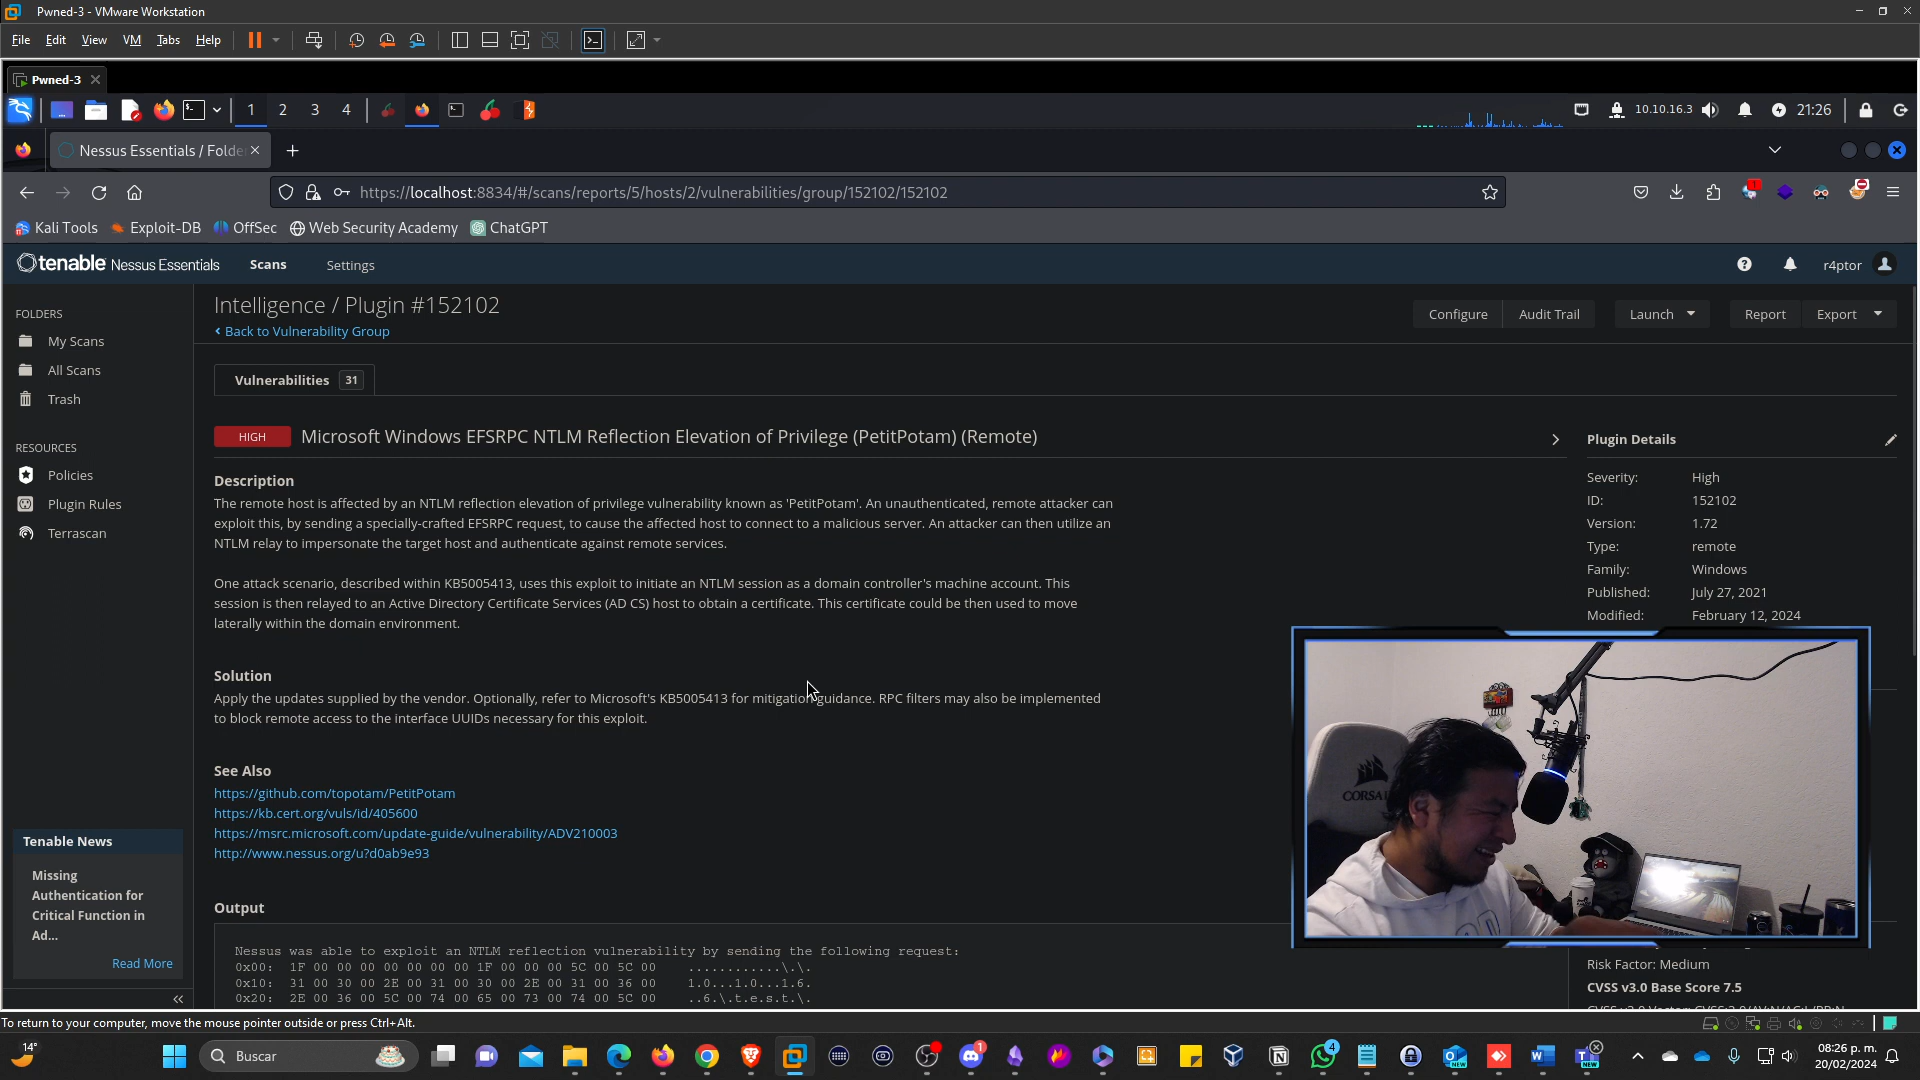 Pwned-3 - VMware Workstation
File Edit View VM Tabs Help
Pwned-3
1 2 3 4
10.10.16.3
21:26
Nessus Essentials / Folde
https://localhost:8834/#/scans/reports/5/hosts/2/vulnerabilities/group/152102/152102
Kali Tools Exploit-DB OffSec Web Security Academy ChatGPT
tenable Nessus Essentials Scans Settings r4ptor
FOLDERS
My Scans
All Scans
Trash
RESOURCES
Policies
Plugin Rules
Terrascan
Tenable News
Missing
Authentication for
Critical Function in
Ad...
Read More
Intelligence / Plugin #152102
Back to Vulnerability Group
Configure Audit Trail Launch Report Export
Vulnerabilities 31
HIGH Microsoft Windows EFSRPC NTLM Reflection Elevation of Privilege (PetitPotam) (Remote)
Description
The remote host is affected by an NTLM reflection elevation of privilege vulnerability known as 'PetitPotam'. An unauthenticated, remote attacker can
exploit this, by sending a specially-crafted EFSRPC request, to cause the affected host to connect to a malicious server. An attacker can then utilize an
NTLM relay to impersonate the target host and authenticate against remote services.
One attack scenario, described within KB5005413, uses this exploit to initiate an NTLM session as a domain controller's machine account. This
session is then relayed to an Active Directory Certificate Services (AD CS) host to obtain a certificate. This certificate could be then used to move
laterally within the domain environment.
Solution
Apply the updates supplied by the vendor. Optionally, refer to Microsoft's KB5005413 for mitigation guidance. RPC filters may also be implemented
to block remote access to the interface UUIDs necessary for this exploit.
See Also
https://github.com/topotam/PetitPotam
https://kb.cert.org/vuls/id/405600
https://msrc.microsoft.com/update-guide/vulnerability/ADV210003
http://www.nessus.org/u?d0ab9e93
Output
Nessus was able to exploit an NTLM reflection vulnerability by sending the following request:
0x00: 1F 00 00 00 00 00 00 00 1F 00 00 00 5C 00 5C 00 ............\.\.
0x10: 31 00 30 00 2E 00 31 00 30 00 2E 00 31 00 36 00 1.0...1.0...1.6.
0x20: 2E 00 36 00 5C 00 74 00 65 00 73 00 74 00 5C 00 ..6.\.t.e.s.t.\.
Plugin Details
Severity: High
ID: 152102
Version: 1.72
Type: remote
Family: Windows
Published: July 27, 2021
Modified: February 12, 2024
CORSA
Risk Factor: Medium
CVSS v3.0 Base Score 7.5
To return to your computer, move the mouse pointer outside or press Ctrl+Alt.
14°
Buscar
08:26 p. m.
20/02/2024